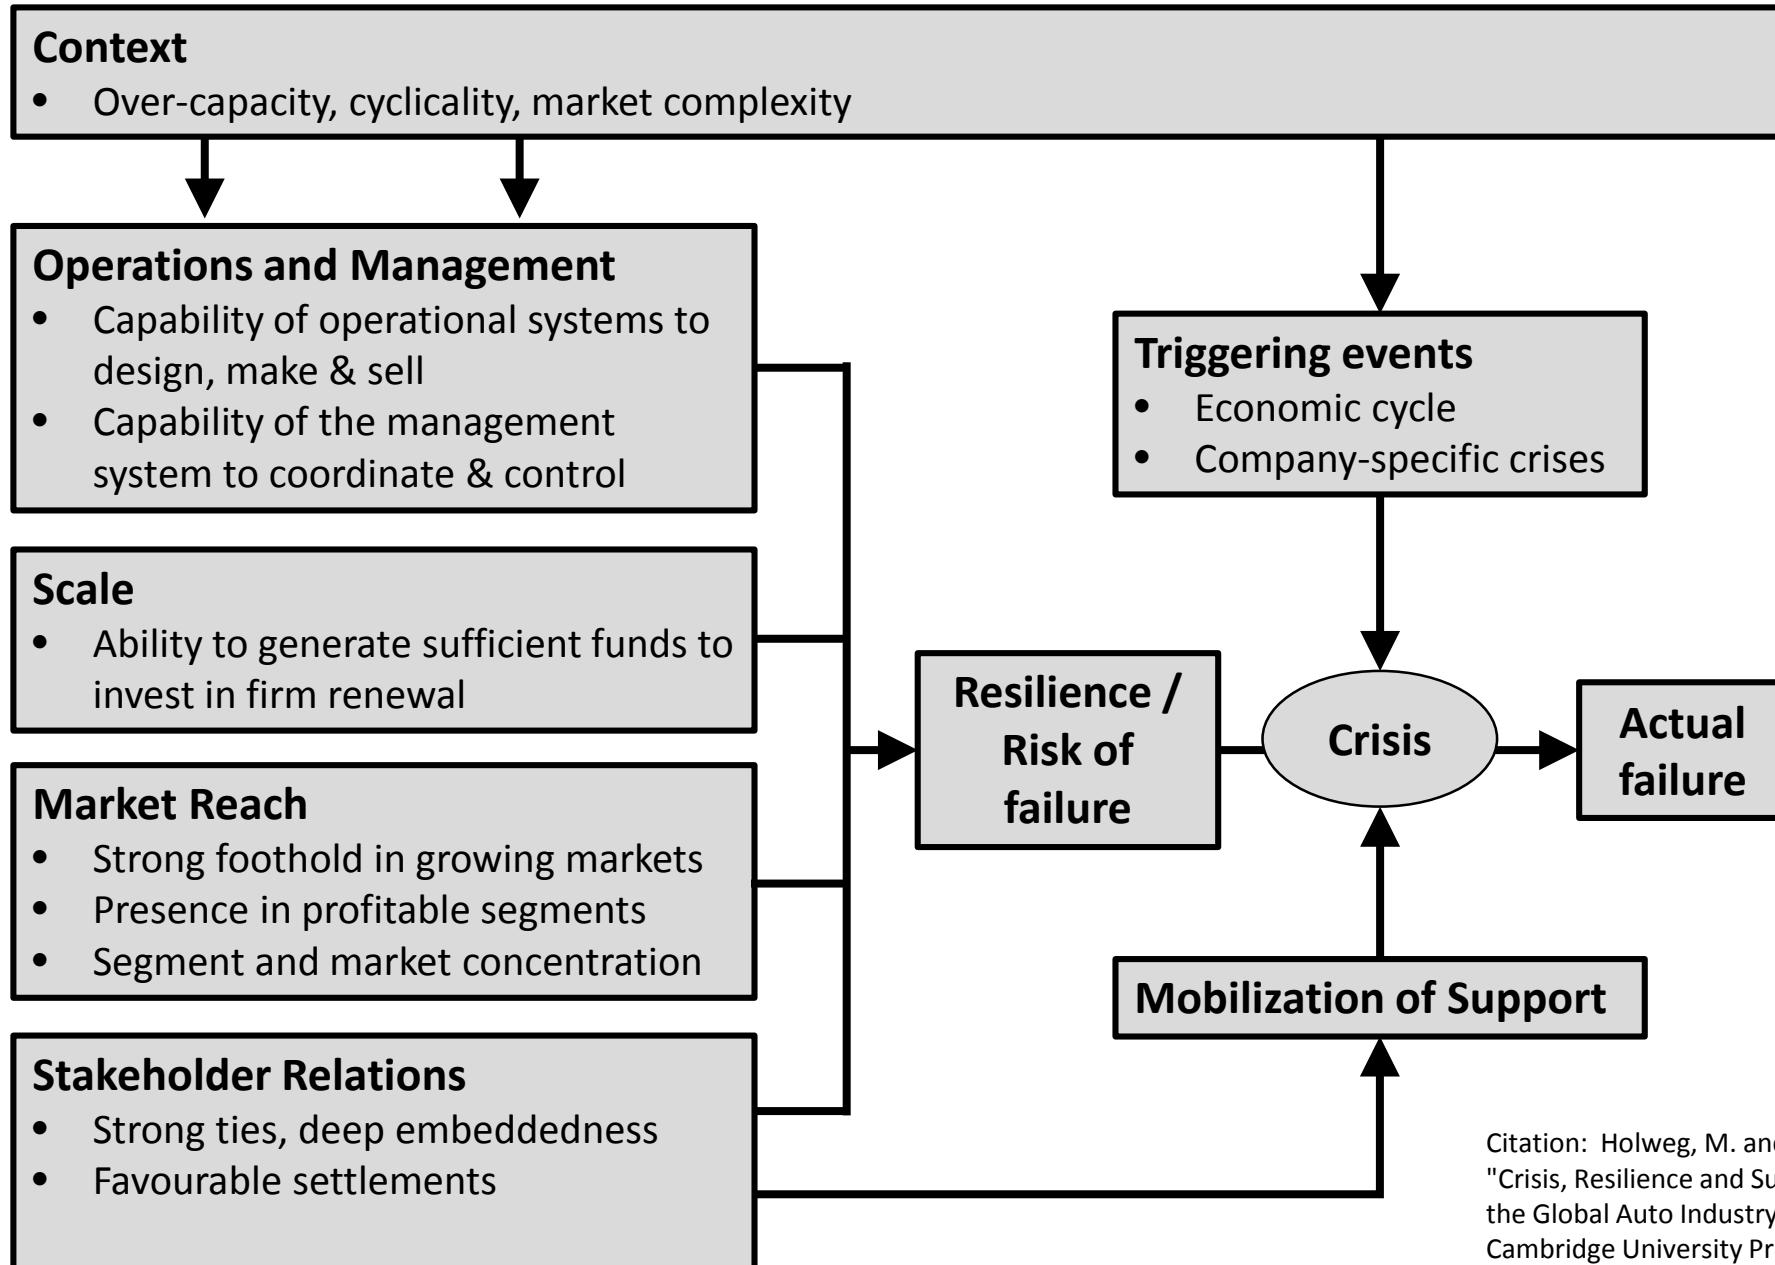 Context
• Over-capacity, cyclicality, market complexity
Operations and Management
• Capability of operational systems to
design, make & sell
• Capability of the management
system to coordinate & control
Scale
• Ability to generate sufficient funds to
invest in firm renewal
Market Reach
• Strong foothold in growing markets
• Presence in profitable segments
• Segment and market concentration
Stakeholder Relations
• Strong ties, deep embeddedness
• Favourable settlements
Resilience /
Risk of
failure
Triggering events
• Economic cycle
• Company-specific crises
Crisis
Actual
failure
Mobilization of Support
Citation: Holweg, M. and
"Crisis, Resilience and
the Global Auto Industry
Cambridge University